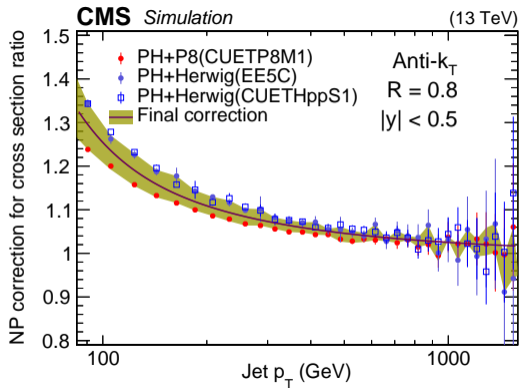 CMS Simulation (13 TeV)
NP correction for cross section ratio
1.5
1.4
1.3
1.2
1.1
1
0.9
0.8
PH+P8(CUETP8M1)
PH+Herwig(EE5C)
PH+Herwig(CUETHppS1)
Final correction
Anti-kT
R = 0.8
|y| < 0.5
100 1000
Jet pT (GeV)